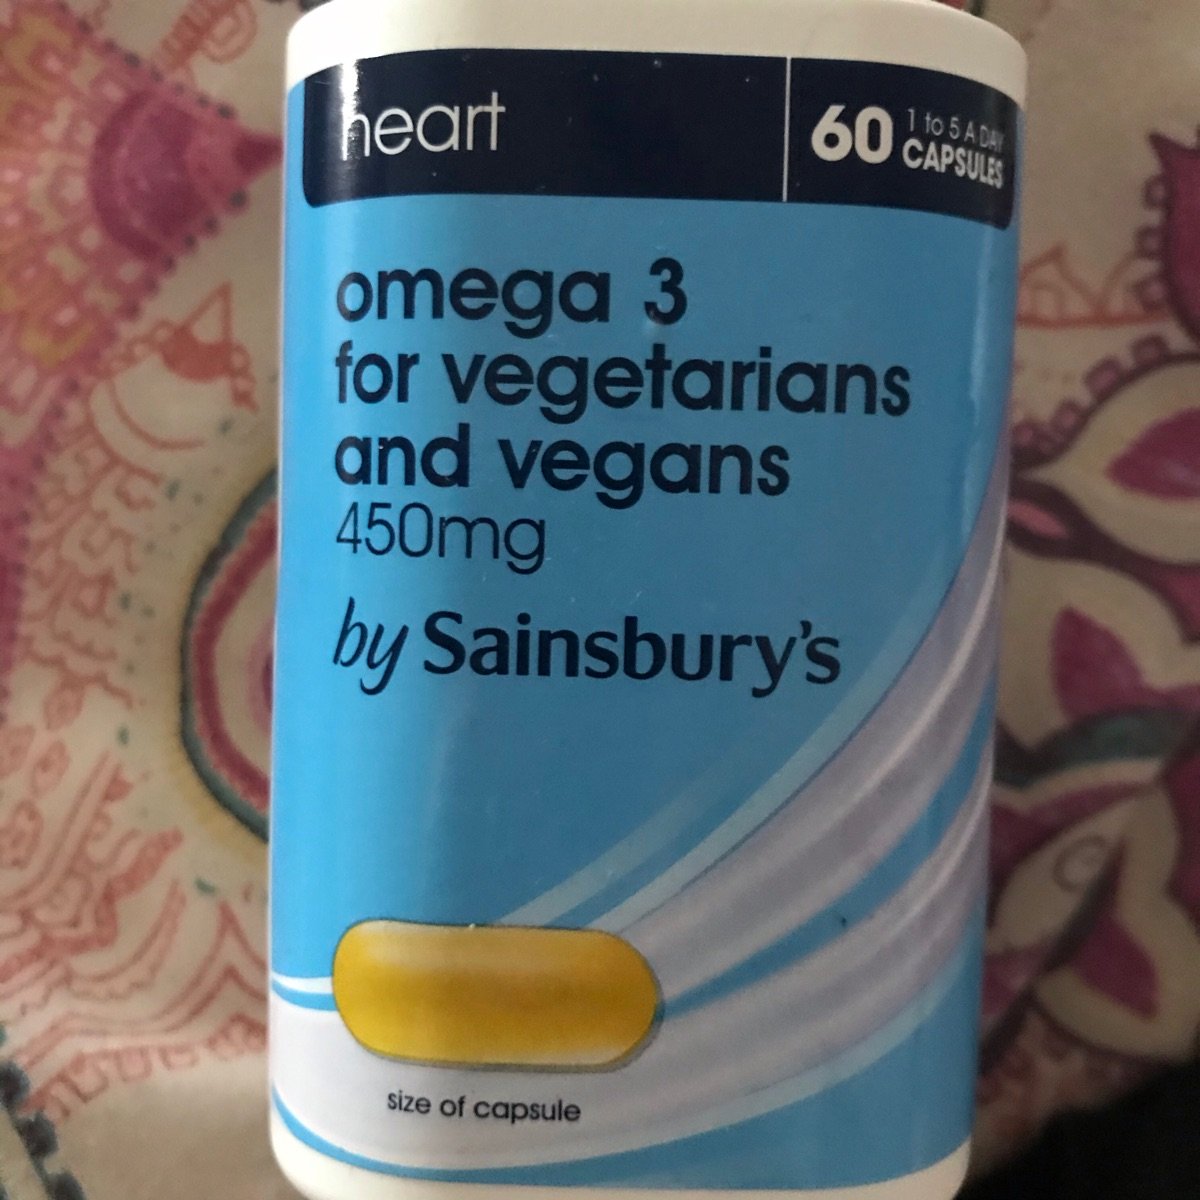 heart
60 1 to 5 A DAY
CAPSULES
omega 3
for vegetarians
and vegans
450mg
by Sainsbury's
size of capsule